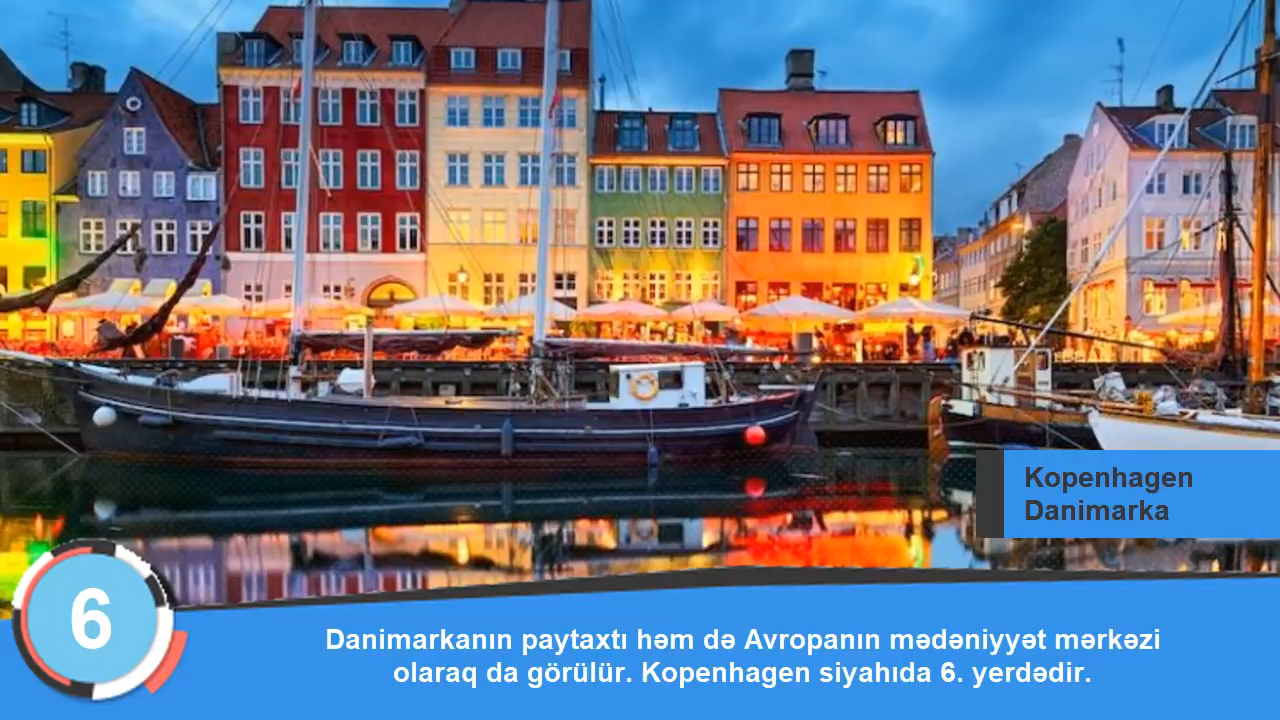 Kopenhagen
Danimarka
6
Danimarkanın paytaxtı həm də Avropanın mədəniyyət mərkəzi
olaraq da görülür. Kopenhagen siyahıda 6. yerdədir.